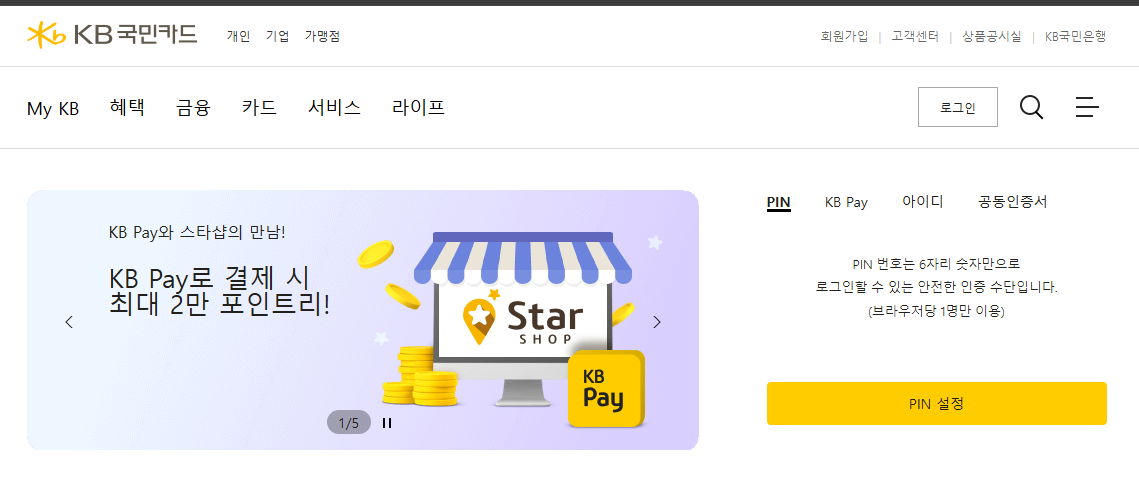 KB 국민카드 개인 기업 가맹점 회원가입 | 고객센터 | 상품공시실 | KB국민은행
My KB 혜택 금융 카드 서비스 라이프 로그인
KB Pay와 스타샵의 만남!
KB Pay로 결제 시
최대 2만 포인트리!
Star
SHOP
KB
Pay
1/5
PIN KB Pay 아이디 공동인증서
PIN 번호는 6자리 숫자만으로
로그인할 수 있는 안전한 인증 수단입니다.
(브라우저당 1명만 이용)
PIN 설정